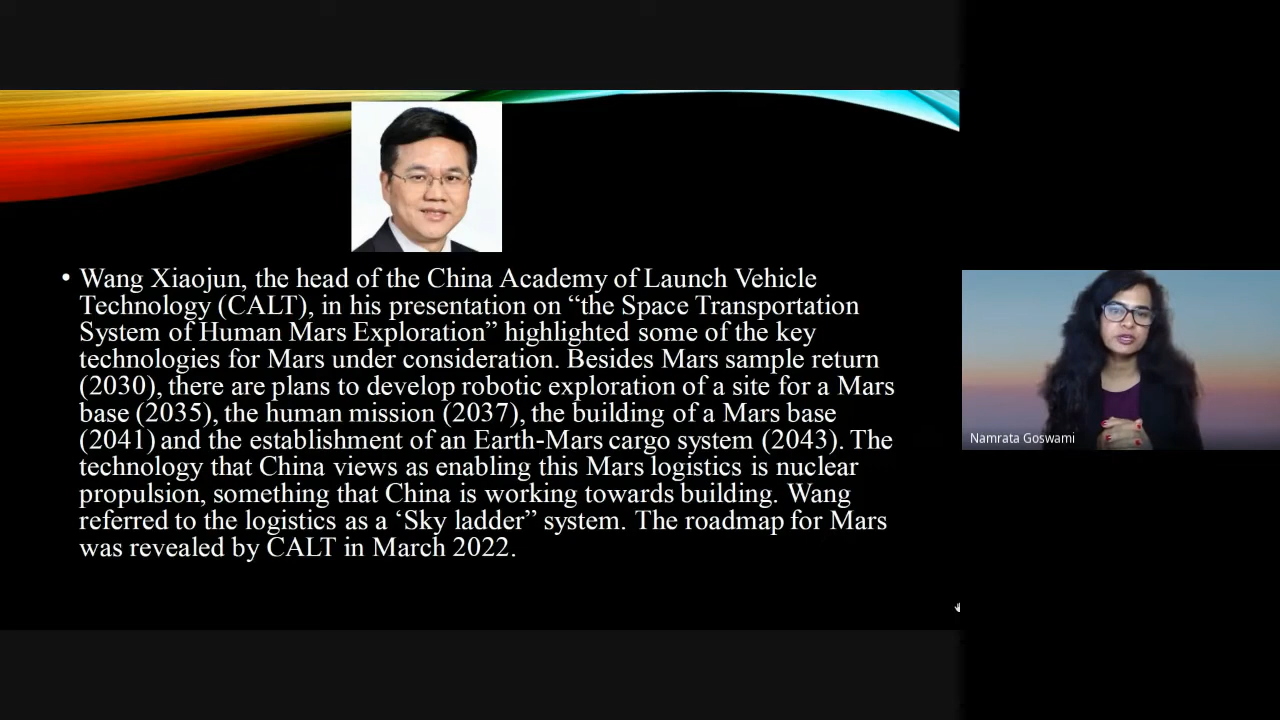 • Wang Xiaojun, the head of the China Academy of Launch Vehicle
Technology (CALT), in his presentation on “the Space Transportation
System of Human Mars Exploration” highlighted some of the key
technologies for Mars under consideration. Besides Mars sample return
(2030), there are plans to develop robotic exploration of a site for a Mars
base (2035), the human mission (2037), the building of a Mars base
(2041) and the establishment of an Earth-Mars cargo system (2043). The
technology that China views as enabling this Mars logistics is nuclear
propulsion, something that China is working towards building. Wang
referred to the logistics as a ‘Sky ladder” system. The roadmap for Mars
was revealed by CALT in March 2022.
Namrata Goswami